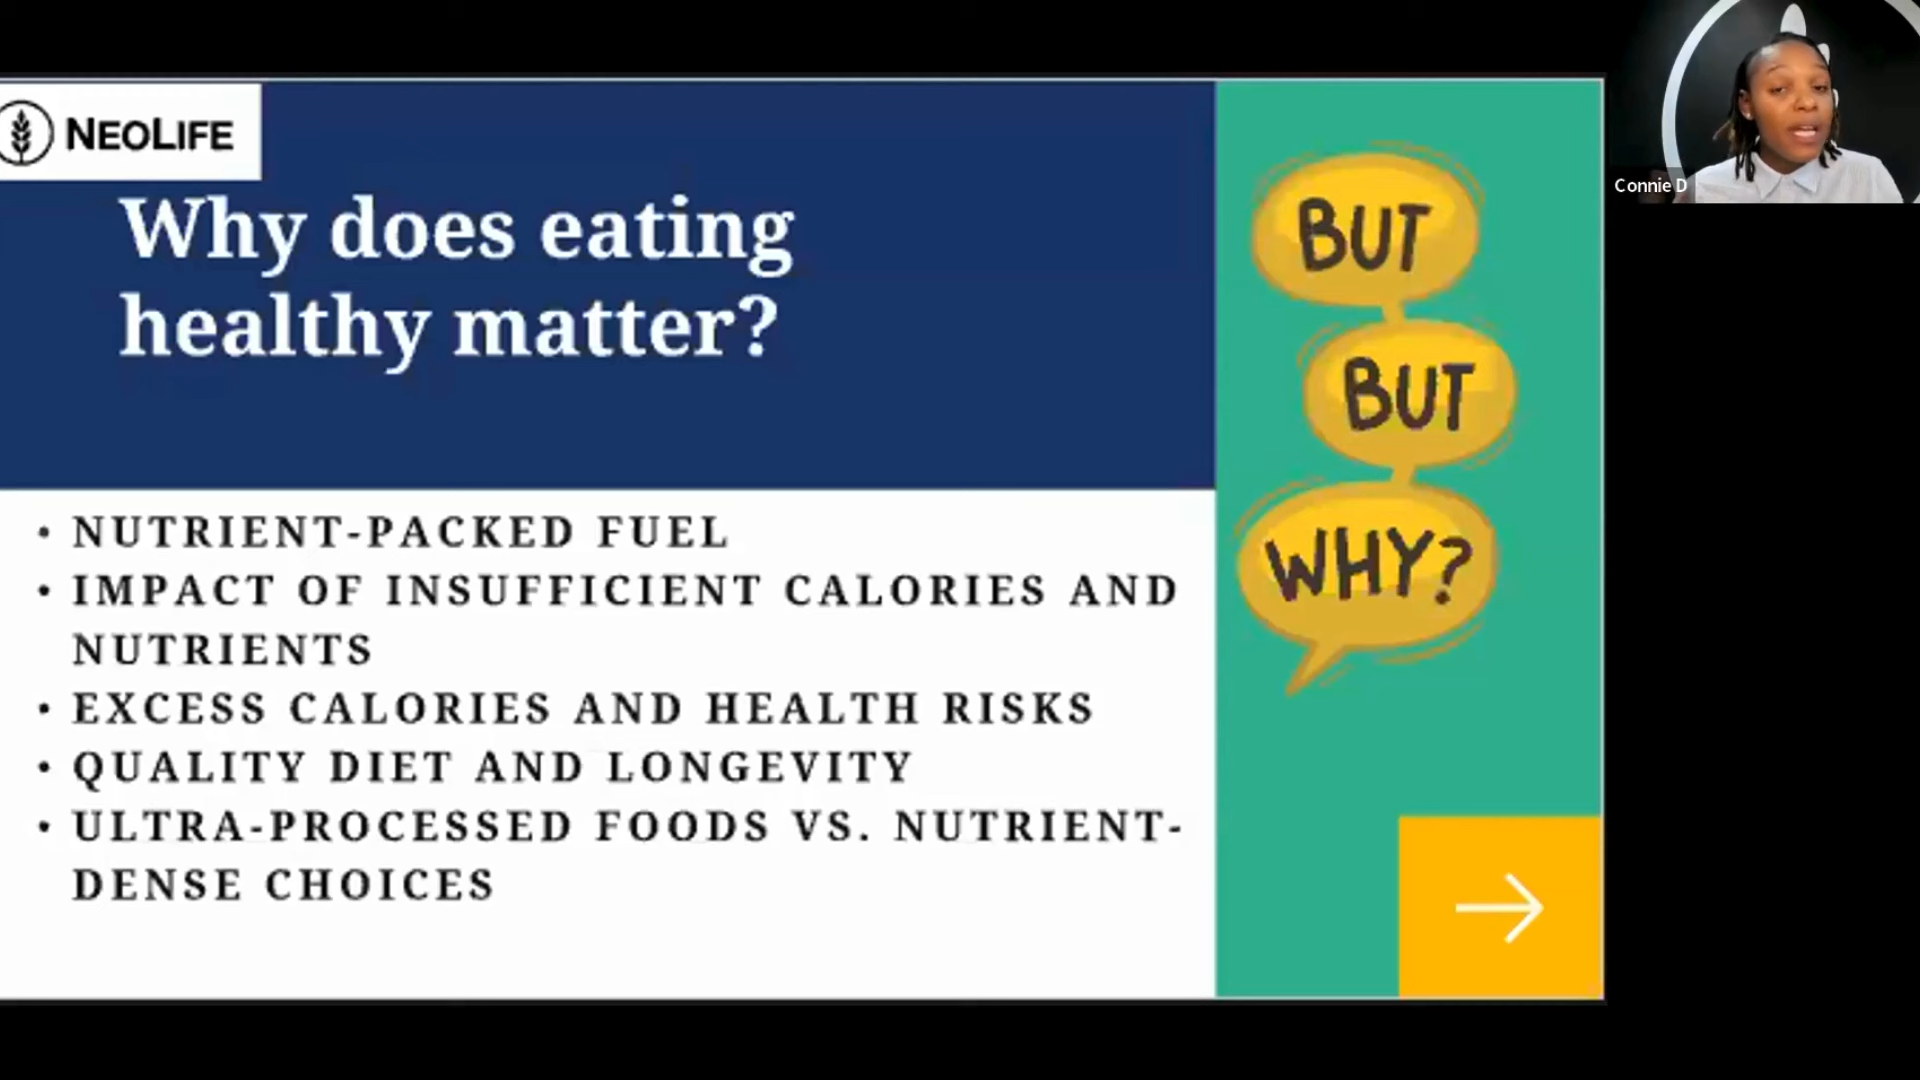 NEOLIFE
Why does eating
healthy matter?
• NUTRIENT-PACKED FUEL
• IMPACT OF INSUFFICIENT CALORIES AND
NUTRIENTS
• EXCESS CALORIES AND HEALTH RISKS
• QUALITY DIET AND LONGEVITY
• ULTRA-PROCESSED FOODS VS. NUTRIENT-
DENSE CHOICES
BUT
BUT
WHY?
Connie D